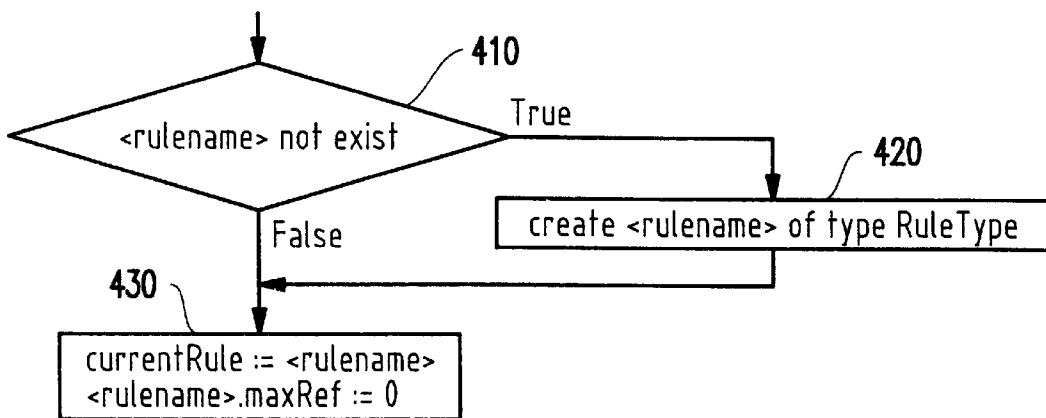 410
<rulename> not exist
True
420
create <rulename> of type RuleType
False
430
currentRule := <rulename>
<rulename>.maxRef := 0